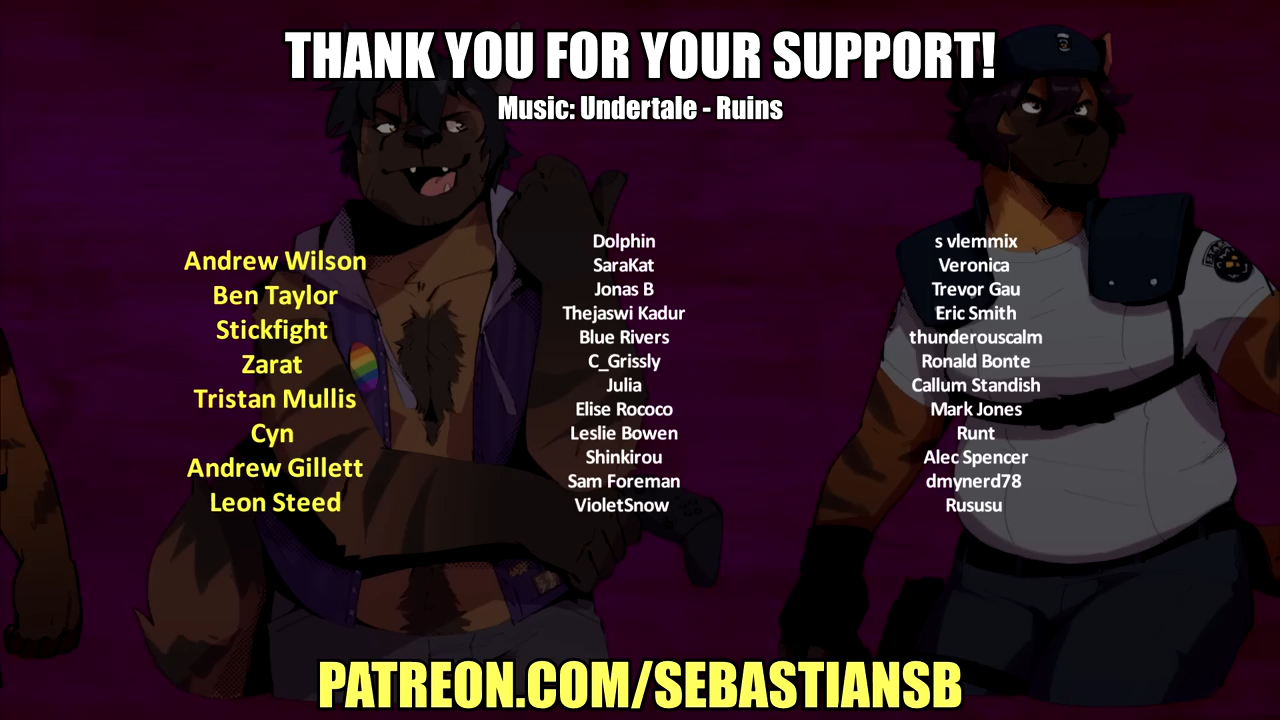 THANK YOU FOR YOUR SUPPORT!
Music: Undertale - Ruins
Andrew Wilson
Ben Taylor
Stickfight
Zarat
Tristan Mullis
Cyn
Andrew Gillett
Leon Steed
Dolphin
SaraKat
Jonas B
Thejaswi Kadur
Blue Rivers
C_Grissly
Julia
Elise Rococo
Leslie Bowen
Shinkirou
Sam Foreman
VioletSnow
s vlemmix
Veronica
Trevor Gau
Eric Smith
thunderouscalm
Ronald Bonte
Callum Standish
Mark Jones
Runt
Alec Spencer
dmynerd78
Rususu
PATREON.COM/SEBASTIANSB